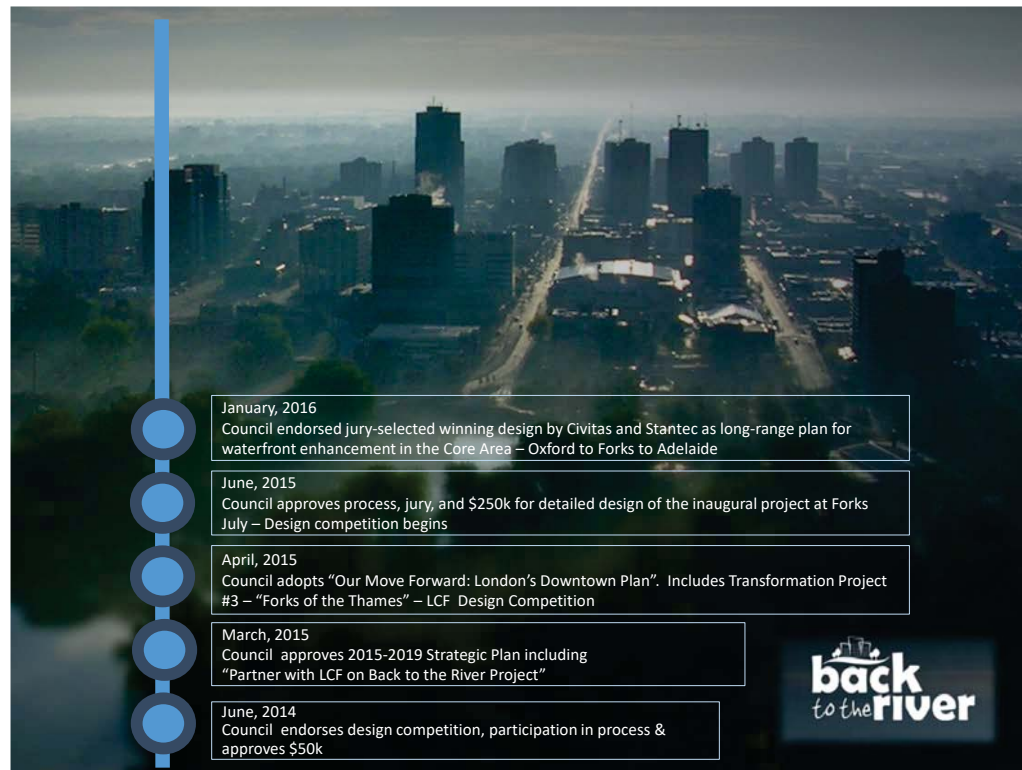 January, 2016
Council endorsed jury-selected winning design by Civitas and Stantec as long-range plan for
waterfront enhancement in the Core Area – Oxford to Forks to Adelaide
June, 2015
Council approves process, jury, and $250k for detailed design of the inaugural project at Forks
July – Design competition begins
April, 2015
Council adopts “Our Move Forward: London’s Downtown Plan”.  Includes Transformation Project
#3 – “Forks of the Thames” – LCF  Design Competition
March, 2015
Council  approves 2015-2019 Strategic Plan including
“Partner with LCF on Back to the River Project”
June, 2014
Council  endorses design competition, participation in process &
approves $50k
back
to the river